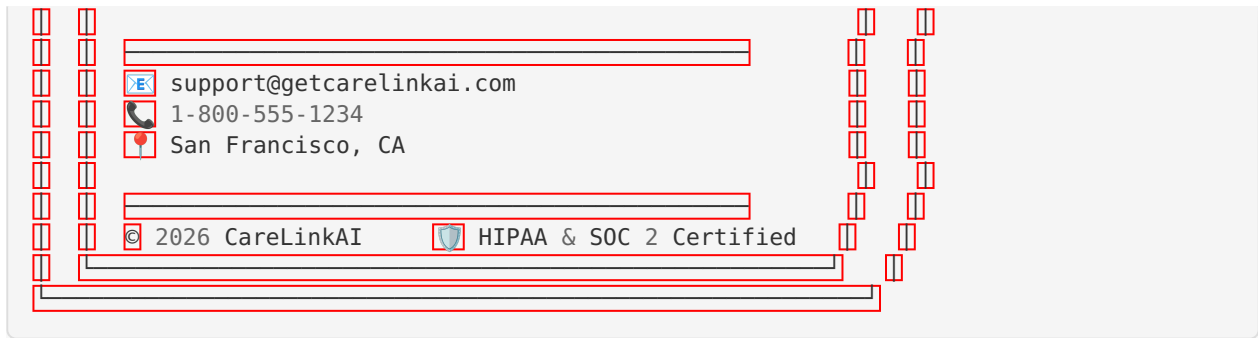 │  │                                                  │   │
│  │  ─────────────────────────────────────────  │   │
│  │  📧 support@getcarelinkai.com                      │   │
│  │  📞 1-800-555-1234                                 │   │
│  │  📍 San Francisco, CA                              │   │
│  │                                                  │   │
│  │  ─────────────────────────────────────────  │   │
│  │  © 2026 CareLinkAI     🛡️ HIPAA & SOC 2 Certified   │   │
│  └─────────────────────────────────────────────────┘   │
└───────────────────────────────────────────────────────┘